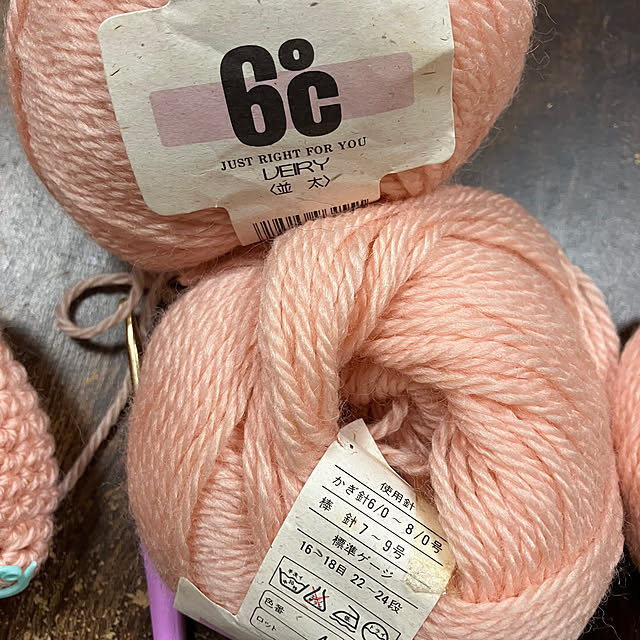 6℃
JUST RIGHT FOR YOU
VEIRY
〈並太〉
使用針
かぎ針6/0～8/0号
棒針7～9号
標準ゲージ
16～18目 22～24段
色番
ロット